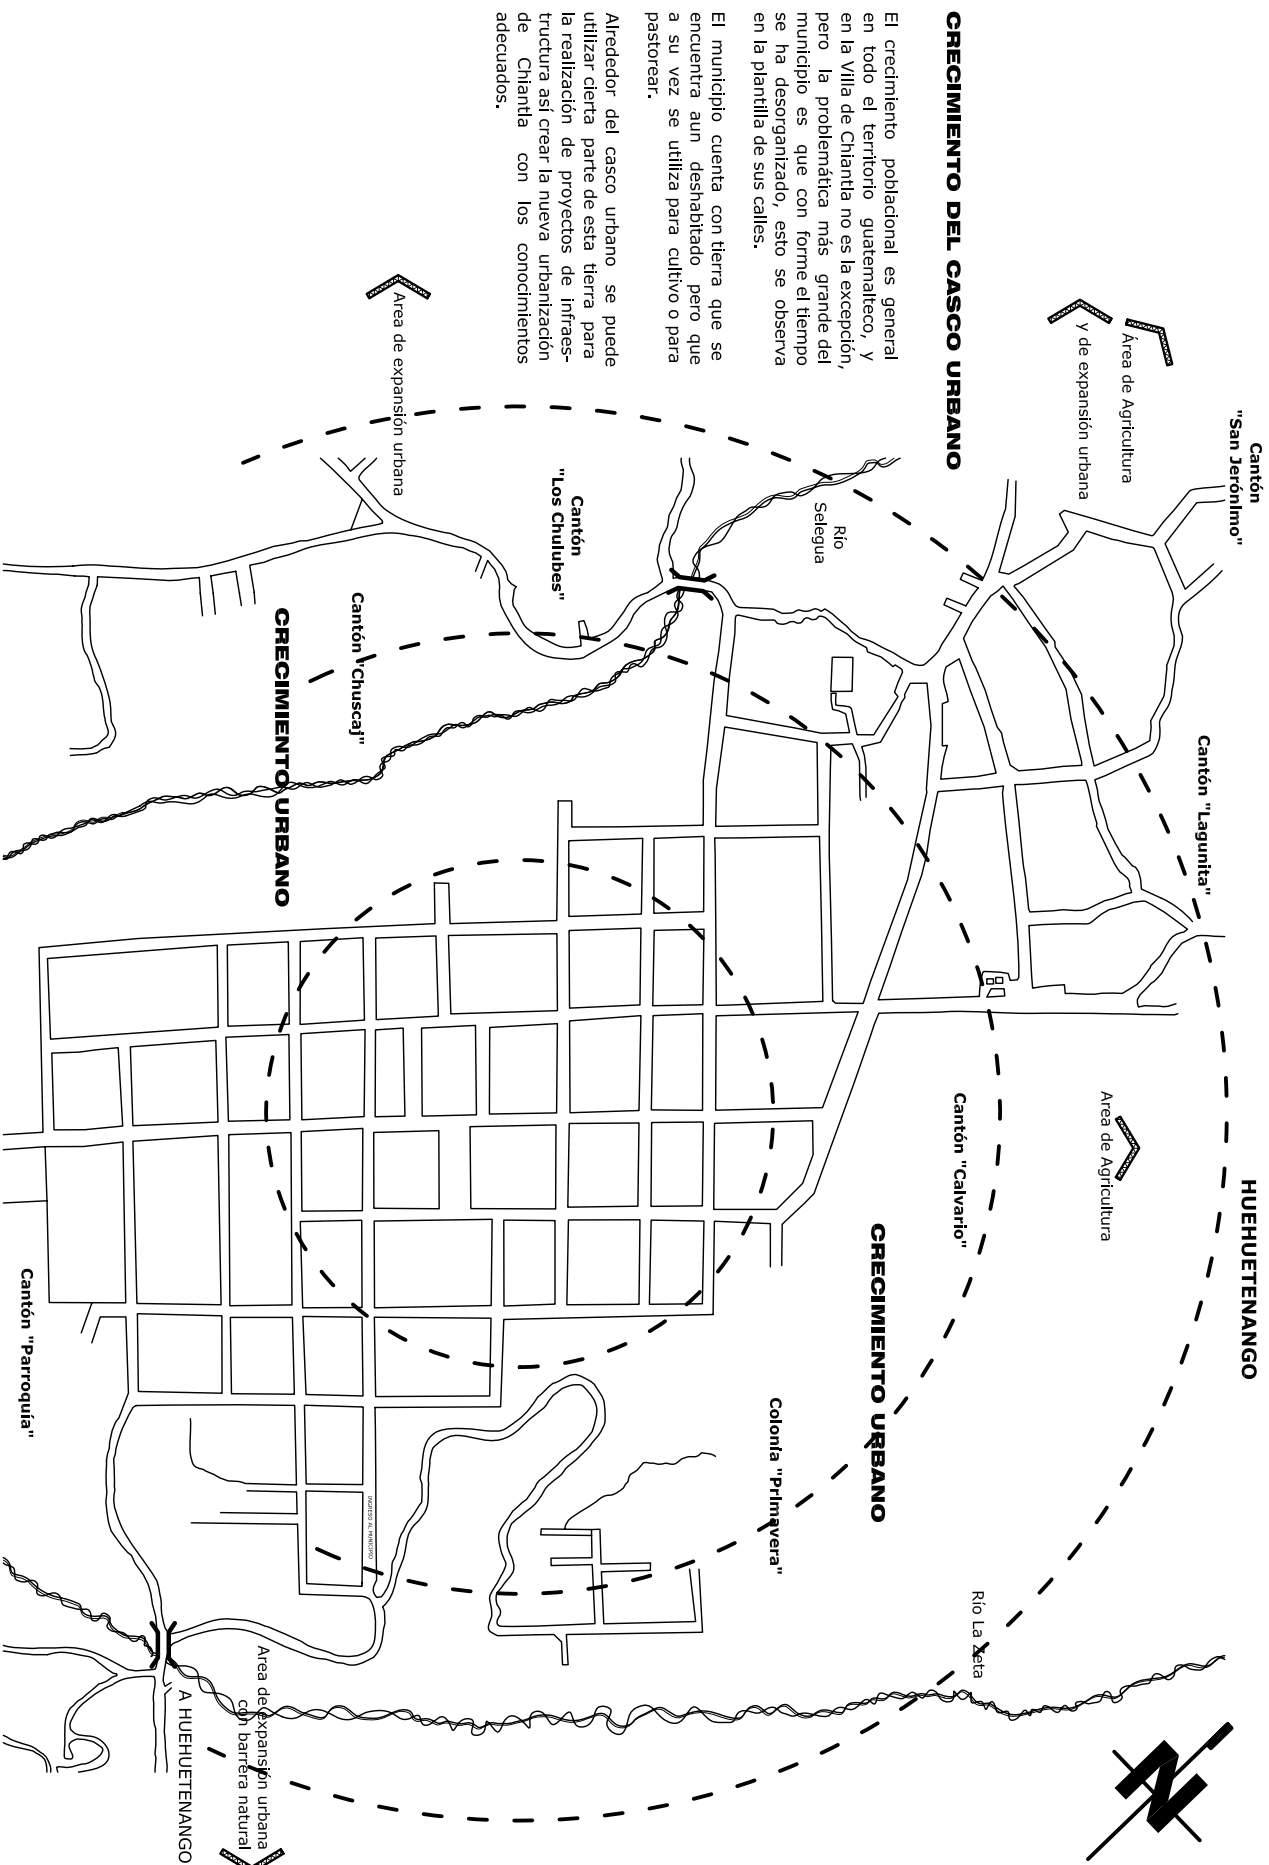 CRECIMIENTO DEL CASCO URBANO
El crecimiento poblacional es general
en todo el territorio guatemalteco, y
en la Villa de Chiantla no es la excepción,
pero la problemática más grande del
municipio es que con forme el tiempo
se ha desorganizado, esto se observa
en la plantilla de sus calles.
El municipio cuenta con tierra que se
encuentra aun deshabitado pero que
a su vez se utiliza para cultivo o para
pastorear.
Alrededor del casco urbano se puede
utilizar cierta parte de esta tierra para
la realización de proyectos de infraes-
tructura así crear la nueva urbanización
de Chiantla con los conocimientos
adecuados.
Cantón
"San Jerónimo"
Área de Agricultura
y de expansión urbana
Río
Selegua
Cantón
"Los Chulubes"
Area de expansión urbana
Cantón "Lagunita"
Cantón "Chuscaj"
CRECIMIENTO URBANO
HUEHUETENANGO
Area de Agricultura
Cantón "Calvario"
CRECIMIENTO URBANO
Cantón "Parroquía"
Colonía "Primavera"
INGRESO AL MUNICIPIO
Río La Zeta
Area de expansión urbana
con barrera natural
A HUEHUETENANGO
N